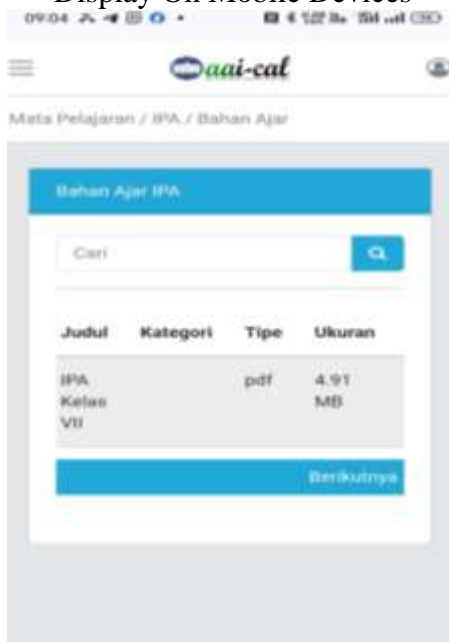 Display On Mobile Devices
09.04
aai-cal
Mata Pelajaran / IPA / Bahan Ajar
Bahan Ajar IPA
Cari
Judul Kategori Tipe Ukuran
IPA pdf 4.91
Kelas MB
VII
Berikutnya